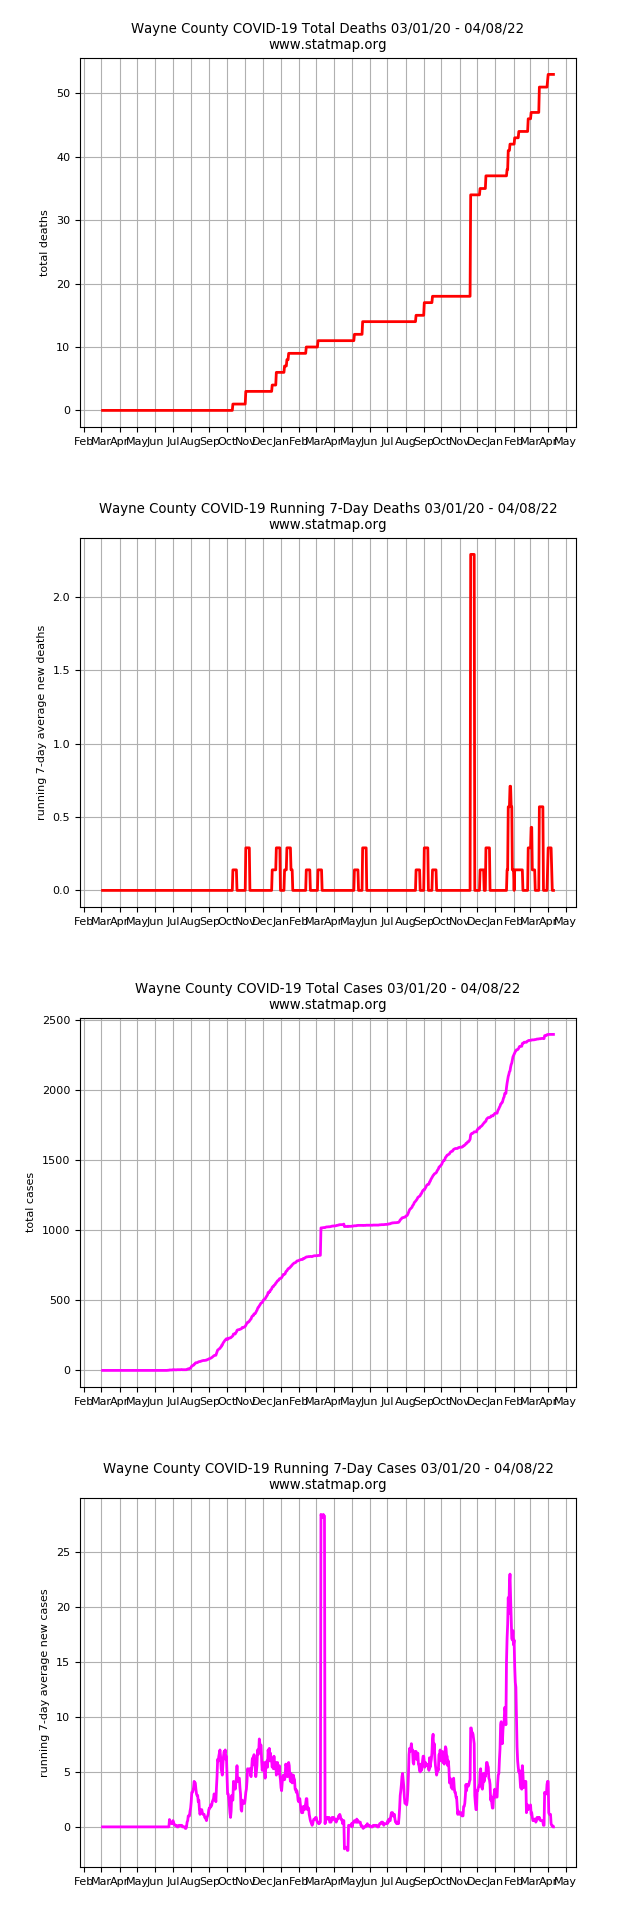 Wayne County COVID-19 Total Deaths 03/01/20 - 04/08/22
www.statmap.org
50
40
30
20
10
0
total deaths
Feb Mar Apr May Jun Jul Aug Sep Oct Nov Dec Jan Feb Mar Apr May Jun Jul Aug Sep Oct Nov Dec Jan Feb Mar Apr May
Wayne County COVID-19 Running 7-Day Deaths 03/01/20 - 04/08/22
www.statmap.org
2.0
1.5
1.0
0.5
0.0
running 7-day average new deaths
Feb Mar Apr May Jun Jul Aug Sep Oct Nov Dec Jan Feb Mar Apr May Jun Jul Aug Sep Oct Nov Dec Jan Feb Mar Apr May
Wayne County COVID-19 Total Cases 03/01/20 - 04/08/22
www.statmap.org
2500
2000
1500
1000
500
0
total cases
Feb Mar Apr May Jun Jul Aug Sep Oct Nov Dec Jan Feb Mar Apr May Jun Jul Aug Sep Oct Nov Dec Jan Feb Mar Apr May
Wayne County COVID-19 Running 7-Day Cases 03/01/20 - 04/08/22
www.statmap.org
25
20
15
10
5
0
running 7-day average new cases
Feb Mar Apr May Jun Jul Aug Sep Oct Nov Dec Jan Feb Mar Apr May Jun Jul Aug Sep Oct Nov Dec Jan Feb Mar Apr May